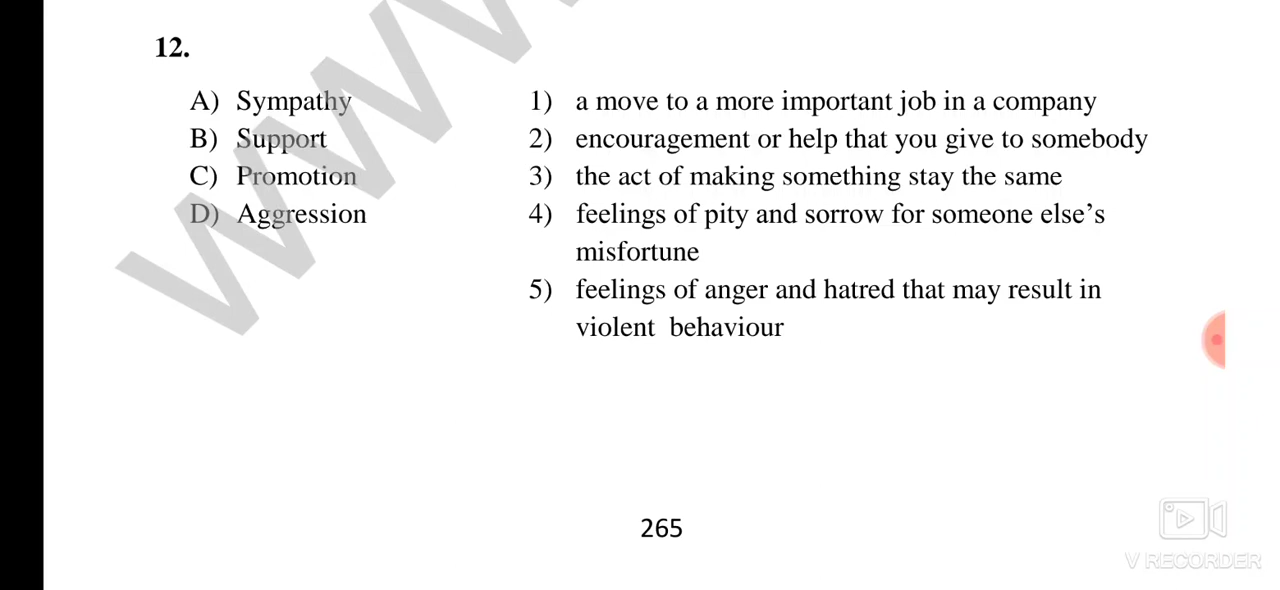 12.
A) Sympathy 1) a move to a more important job in a company
B) Support 2) encouragement or help that you give to somebody
C) Promotion 3) the act of making something stay the same
D) Aggression 4) feelings of pity and sorrow for someone else’s
misfortune
5) feelings of anger and hatred that may result in
violent behaviour
265
V RECORDER